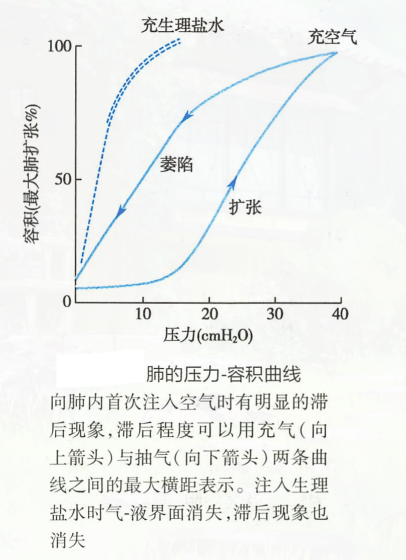 充生理盐水
充空气
100
50
0
容积(最大肺扩张%)
萎陷
扩张
10
20
30
40
压力(cmH₂O)
肺的压力-容积曲线
向肺内首次注入空气时有明显的滞
后现象,滞后程度可以用充气(向
上箭头)与抽气(向下箭头)两条曲
线之间的最大横距表示。注入生理
盐水时气-液界面消失,滞后现象也
消失